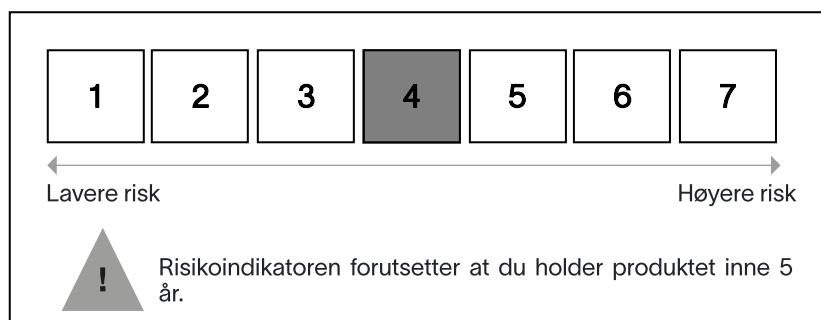 1 2 3 4 5 6 7
Lavere risk Høyere risk
! Risikoindikatoren forutsetter at du holder produktet inne 5
år.